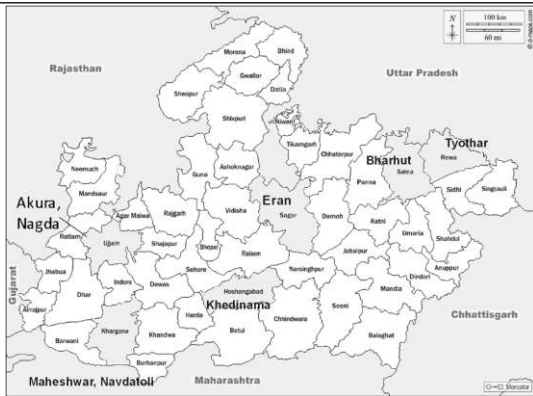 N
100 km
60 mi
© d-maps.com
Rajasthan
Uttar Pradesh
Morena
Bhind
Gwalior
Sheopur
Datia
Shivpuri
Niwari
Tikamgarh
Chhatarpur
Bharhut
Tyothar
Rewa
Panna
Satna
Sidhi
Singrauli
Neemuch
Mandsaur
Guna
Ashoknagar
Akura,
Nagda
Agar Malwa
Rajgarh
Vidisha
Eran
Sagar
Damoh
Katni
Umaria
Shahdol
Ratlam
Ujjain
Shajapur
Bhopal
Raisen
Jabalpur
Anuppur
Jhabua
Indore
Dewas
Sehore
Narsinghpur
Dindori
Gujarat
Alirajpur
Dhar
Hoshangabad
Khedinama
Mandla
Chhattisgarh
Barwani
Khargone
Khandwa
Harda
Betul
Chhindwara
Seoni
Balaghat
Burhanpur
Maheshwar, Navdatoli
Maharashtra
Mercator